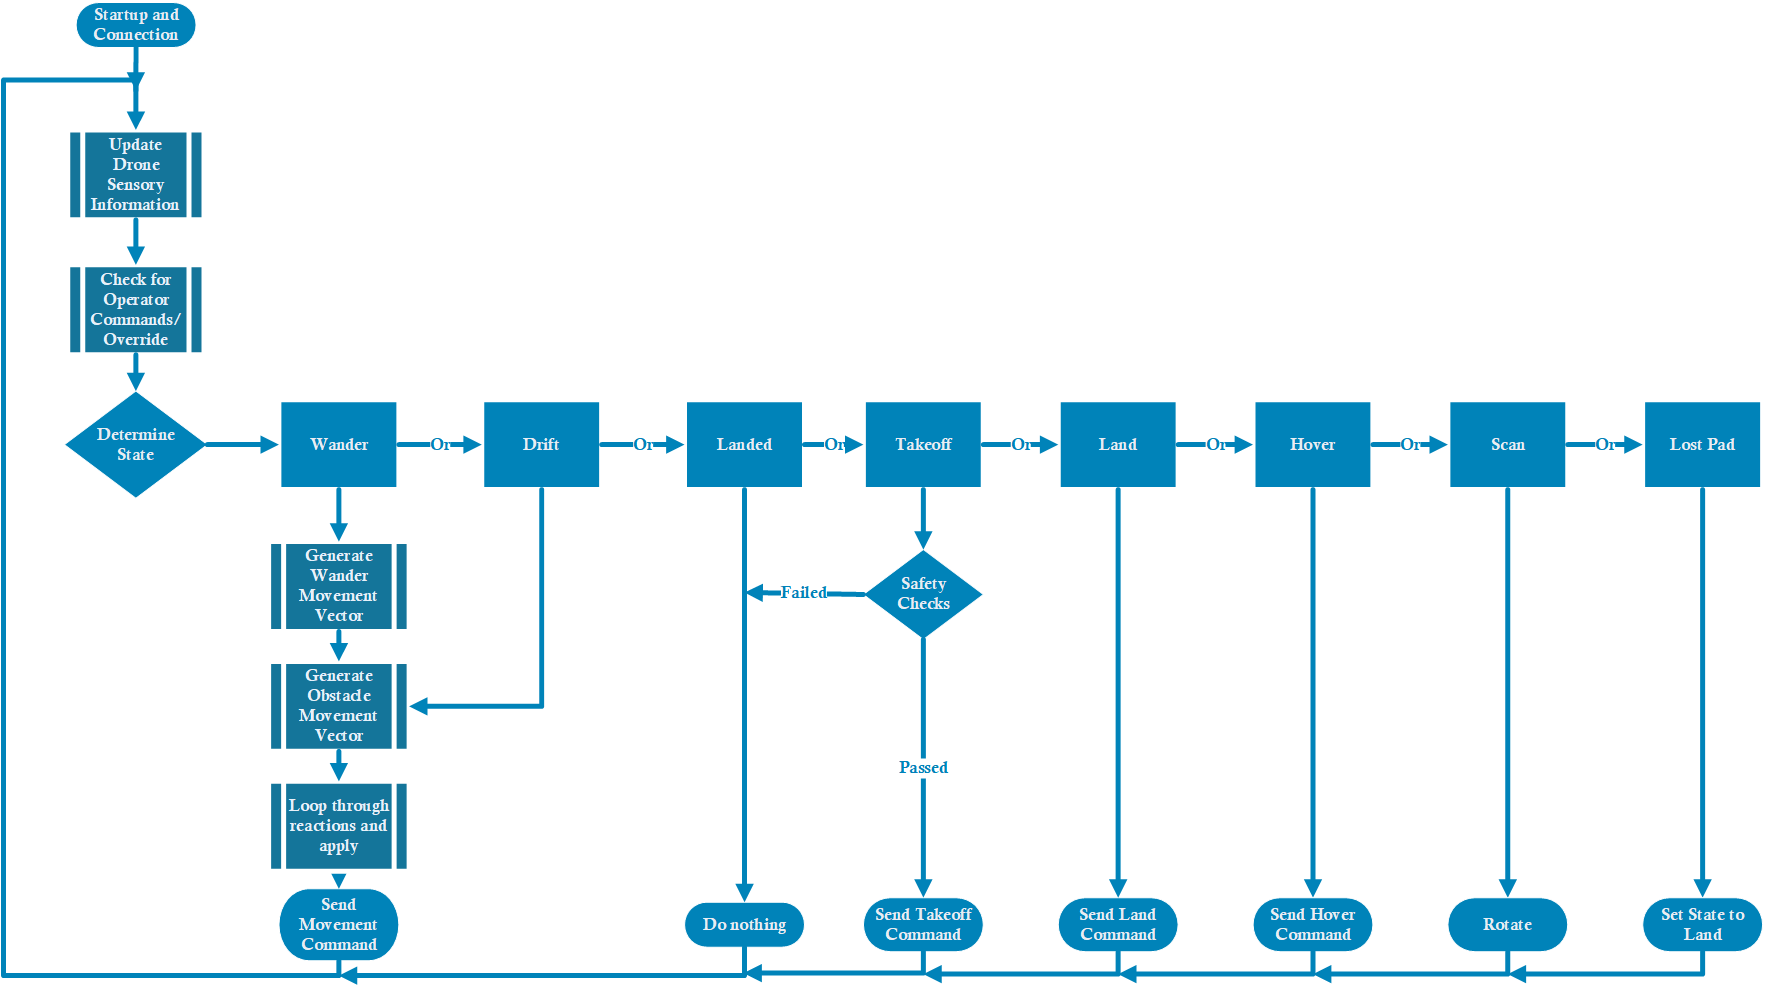 Startup and
Connection
Update
Drone
Sensory
Information
Check for
Operator
Commands/
Override
Determine
State
Wander
Or
Drift
Or
Landed
Or
Takeoff
Or
Land
Or
Hover
Or
Scan
Or
Lost Pad
Generate
Wander
Movement
Vector
Failed
Safety
Checks
Generate
Obstacle
Movement
Vector
Passed
Loop through
reactions and
apply
Send
Movement
Command
Do nothing
Send Takeoff
Command
Send Land
Command
Send Hover
Command
Rotate
Set State to
Land